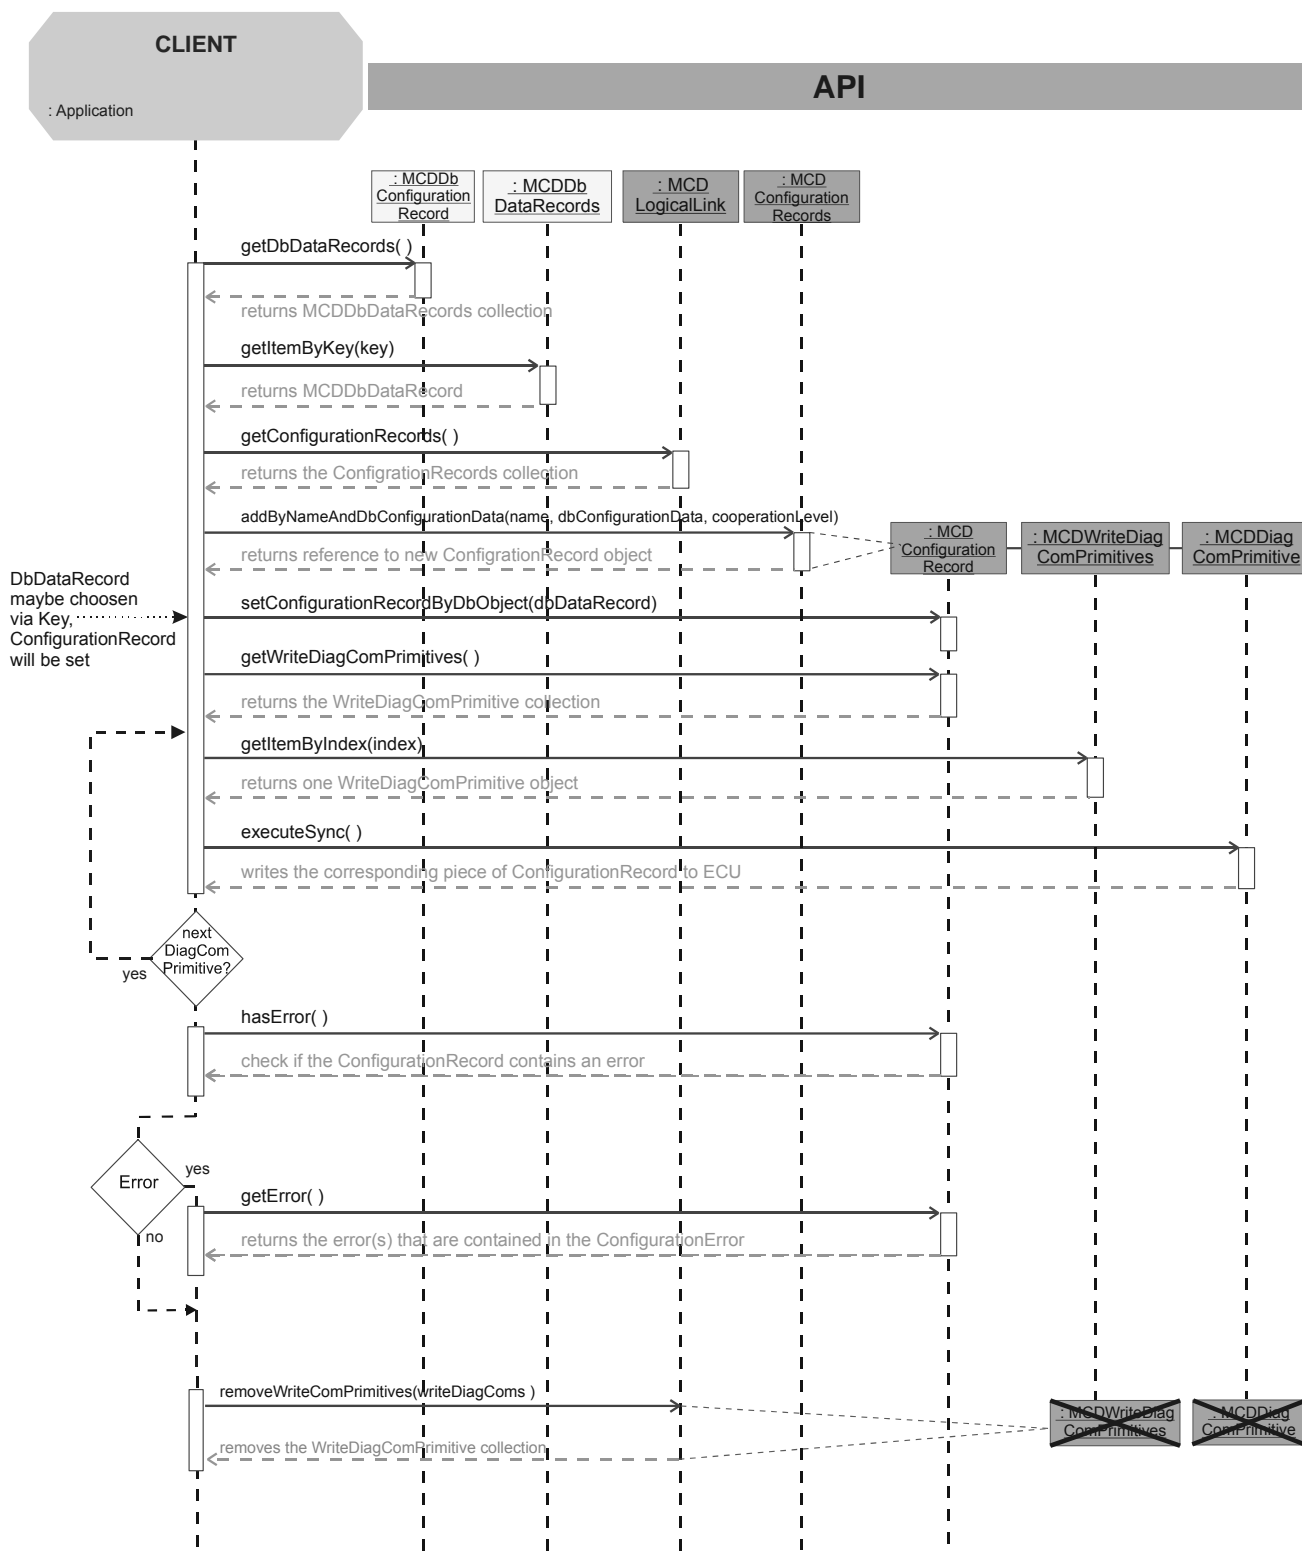 CLIENT
: Application
API
: MCDDb
Configuration
Record
: MCDDb
DataRecords
: MCD
LogicalLink
: MCD
Configuration
Records
getDbDataRecords( )
returns MCDDbDataRecords collection
getItemByKey(key)
returns MCDDbDataRecord
getConfigurationRecords( )
returns the ConfigrationRecords collection
addByNameAndDbConfigurationData(name, dbConfigurationData, cooperationLevel)
returns reference to new ConfigrationRecord object
: MCD
Configuration
Record
: MCDWriteDiag
ComPrimitives
: MCDDiag
ComPrimitive
DbDataRecord
maybe choosen
via Key,
ConfigurationRecord
will be set
setConfigurationRecordByDbObject(dbDataRecord)
getWriteDiagComPrimitives( )
returns the WriteDiagComPrimitive collection
getItemByIndex(index)
returns one WriteDiagComPrimitive object
executeSync( )
writes the corresponding piece of ConfigurationRecord to ECU
next
DiagCom
Primitive?
yes
hasError( )
check if the ConfigurationRecord contains an error
Error
yes
no
getError( )
returns the error(s) that are contained in the ConfigurationError
removeWriteComPrimitives(writeDiagComs )
removes the WriteDiagComPrimitive collection
: MCDWriteDiag
ComPrimitives
: MCDDiag
ComPrimitive